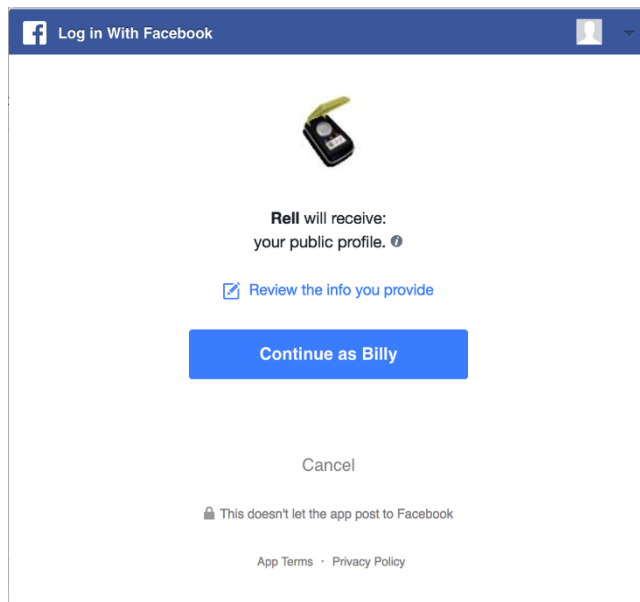 Log in With Facebook
Rell will receive:
your public profile.
Review the info you provide
Continue as Billy
Cancel
This doesn't let the app post to Facebook
App Terms · Privacy Policy